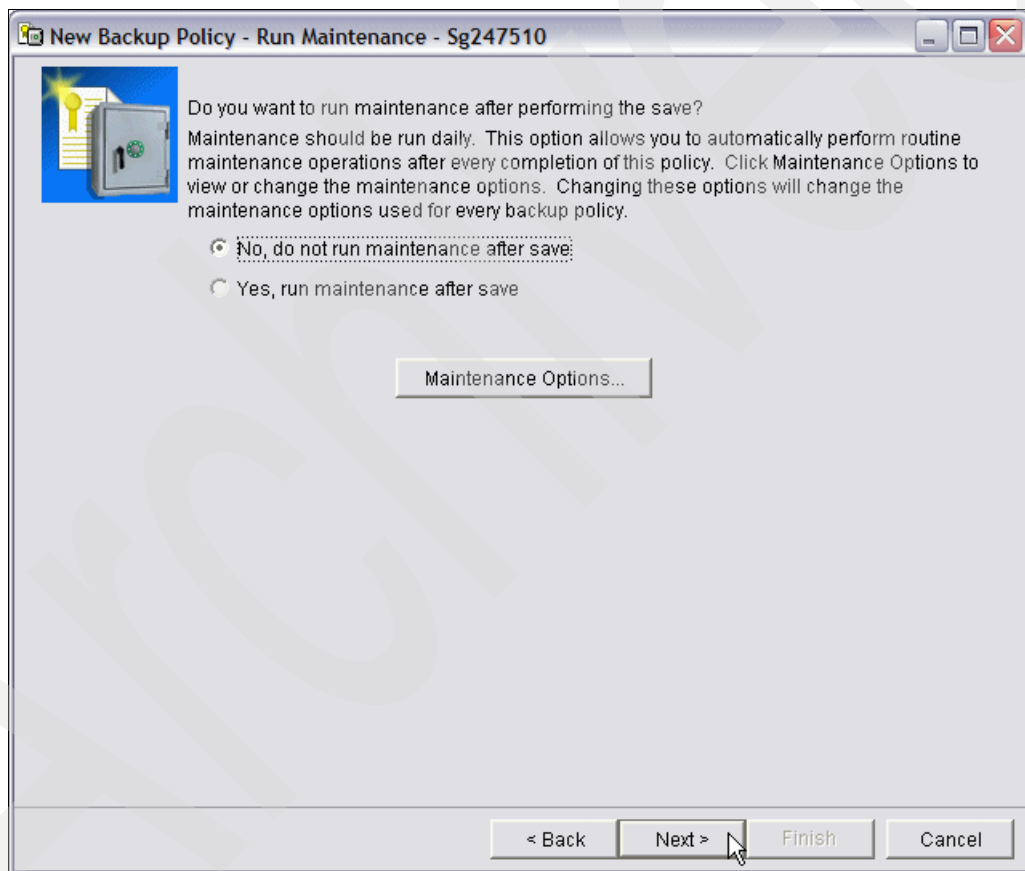 New Backup Policy - Run Maintenance - Sg247510
Do you want to run maintenance after performing the save?
Maintenance should be run daily. This option allows you to automatically perform routine
maintenance operations after every completion of this policy. Click Maintenance Options to
view or change the maintenance options. Changing these options will change the
maintenance options used for every backup policy.
No, do not run maintenance after save
Yes, run maintenance after save
Maintenance Options...
< Back
Next >
Finish
Cancel